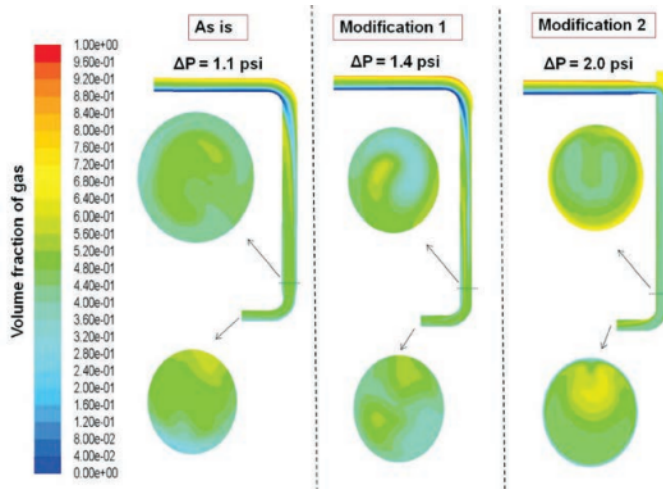 As is
Modification 1
Modification 2
ΔP = 1.1 psi
ΔP = 1.4 psi
ΔP = 2.0 psi
Volume fraction of gas
1.00e+00
9.60e-01
9.20e-01
8.80e-01
8.40e-01
8.00e-01
7.60e-01
7.20e-01
6.80e-01
6.40e-01
6.00e-01
5.60e-01
5.20e-01
4.80e-01
4.40e-01
4.00e-01
3.60e-01
3.20e-01
2.80e-01
2.40e-01
2.00e-01
1.60e-01
1.20e-01
8.00e-02
4.00e-02
0.00e+00